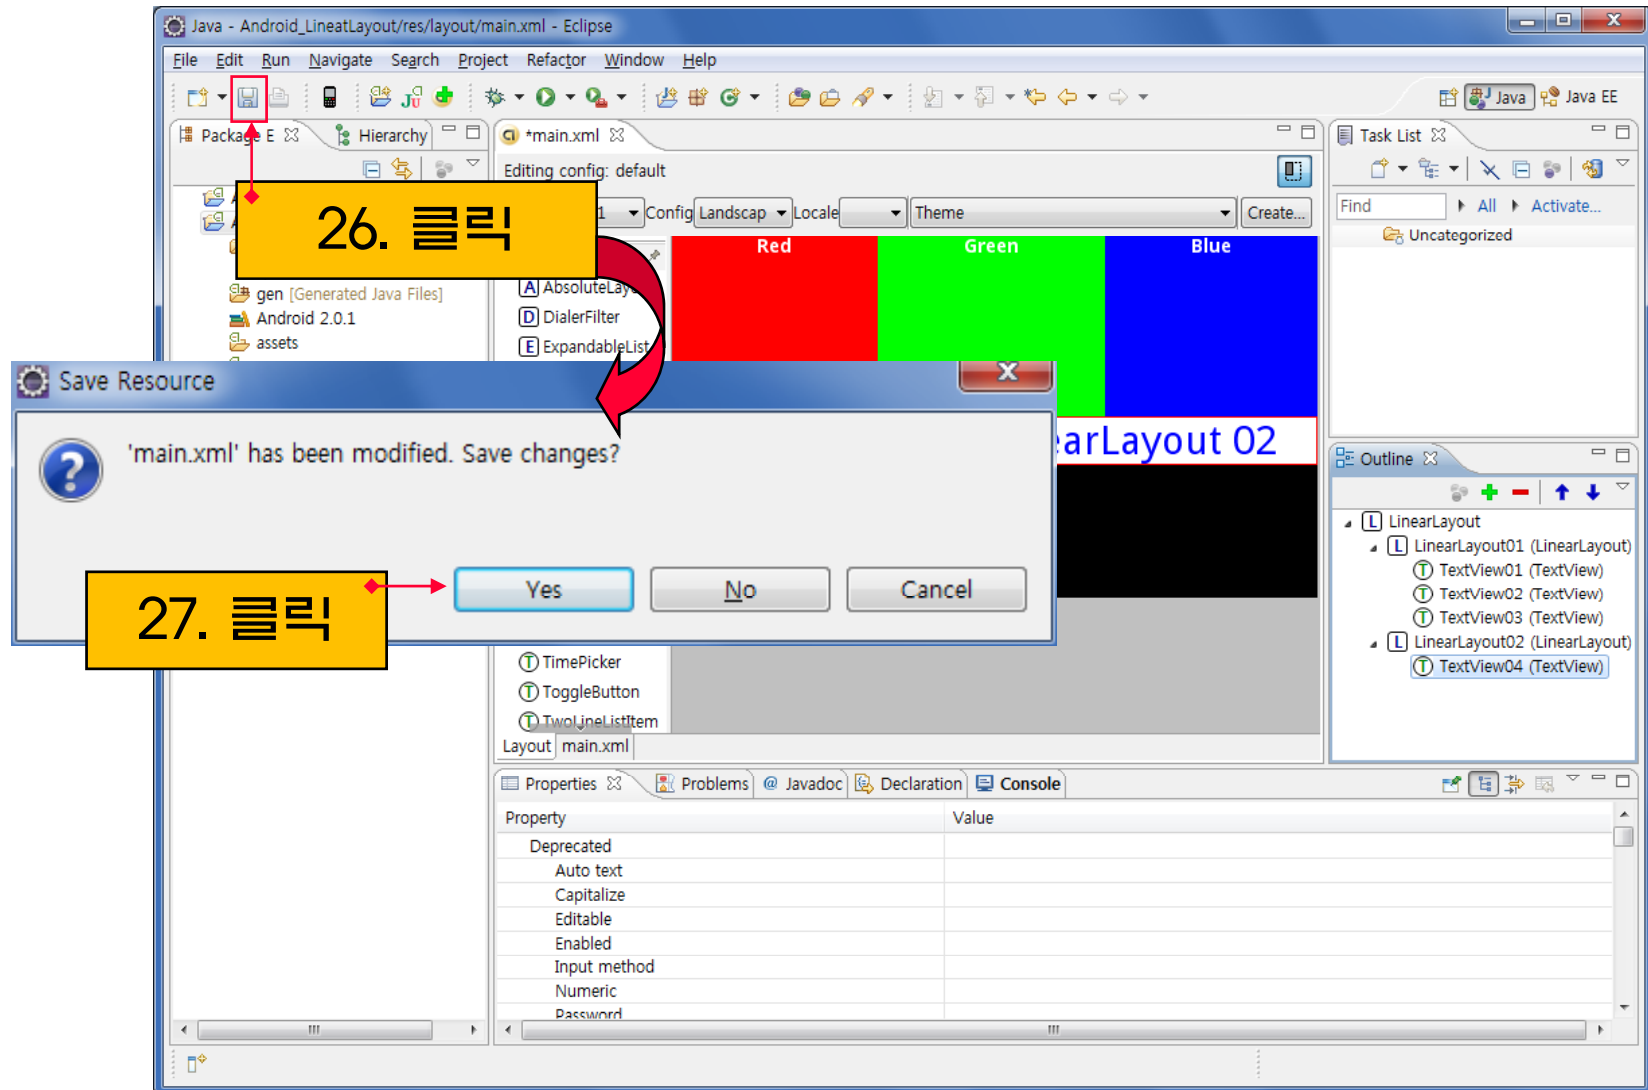 Java - Android_LineatLayout/res/layout/main.xml - Eclipse
File Edit Run Navigate Search Project Refactor Window Help
Java Java EE
Package E Hierarchy
*main.xml
Task List
Editing config: default
26. 클릭
1 Config Landscap Locale Theme Create...
Find All Activate...
Uncategorized
Red Green Blue
AbsoluteLayo
gen [Generated Java Files]
DialerFilter
Android 2.0.1
ExpandableList
assets
Save Resource
'main.xml' has been modified. Save changes?
Yes No Cancel
27. 클릭
earLayout 02
Outline
LinearLayout
LinearLayout01 (LinearLayout)
TextView01 (TextView)
TextView02 (TextView)
TextView03 (TextView)
LinearLayout02 (LinearLayout)
TextView04 (TextView)
TimePicker
ToggleButton
TwoLineListItem
Layout main.xml
Properties Problems @ Javadoc Declaration Console
Property Value
Deprecated
Auto text
Capitalize
Editable
Enabled
Input method
Numeric
Password